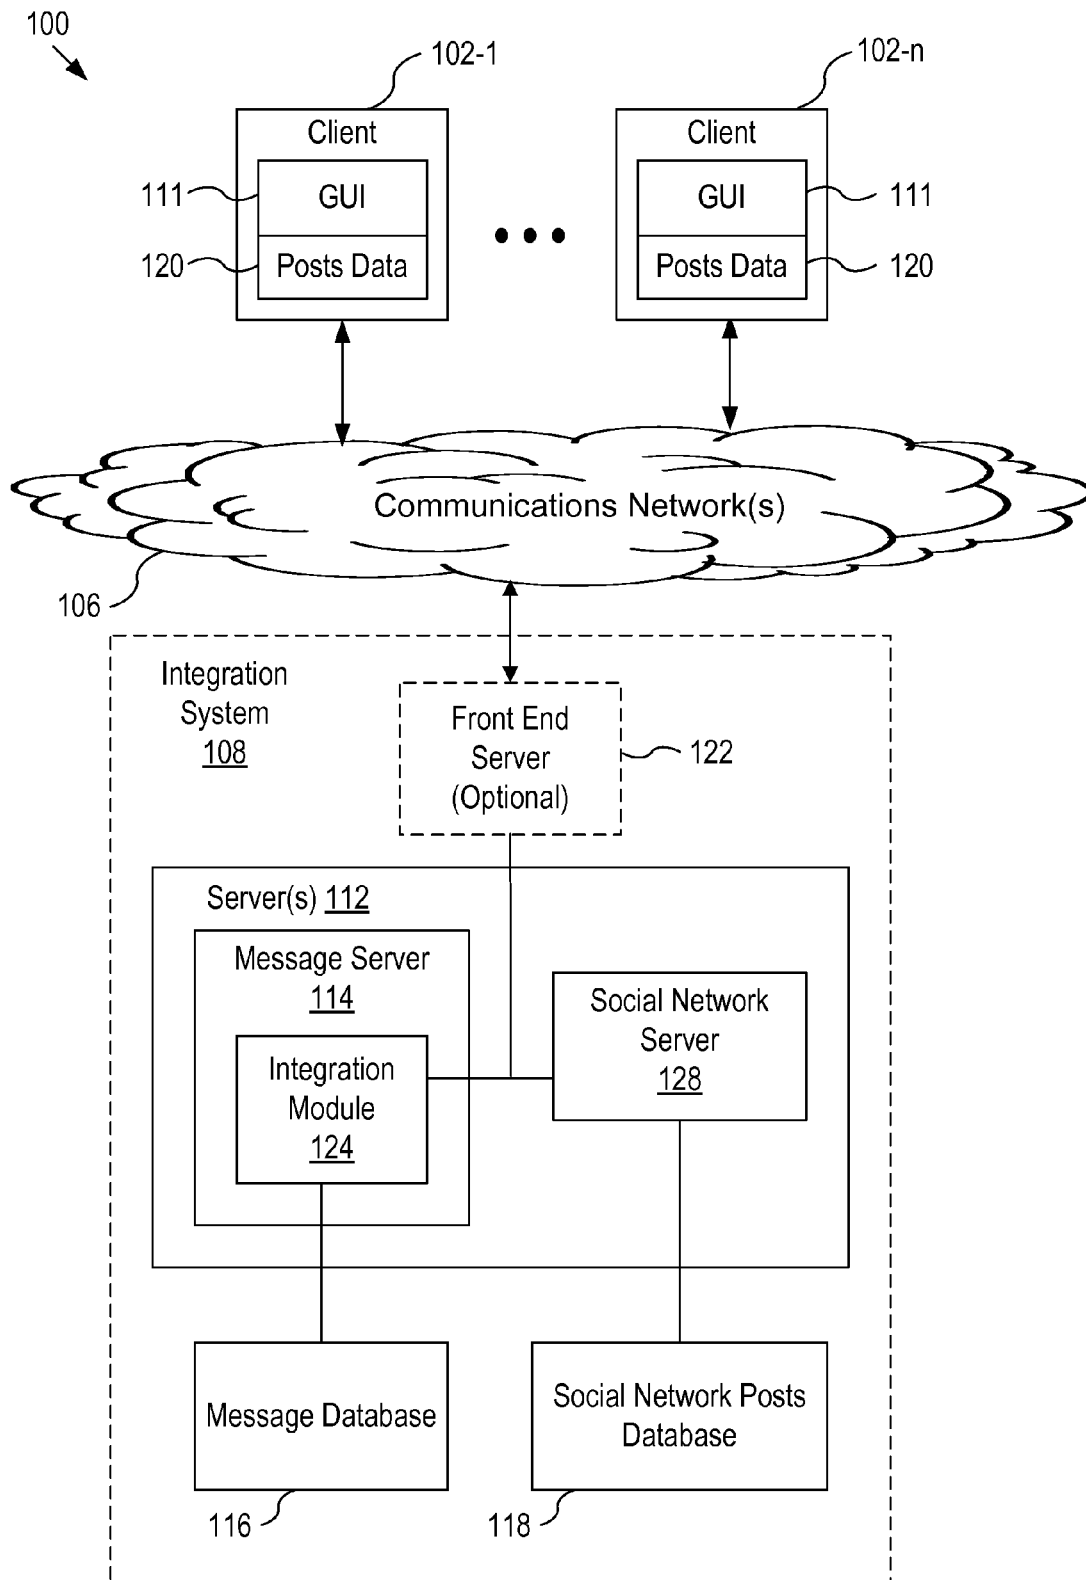 100
102-1
102-n
Client
Client
111
GUI
GUI
111
120
Posts Data
Posts Data
120
Communications Network(s)
106
Integration
System
108
Front End
Server
(Optional)
122
Server(s) 112
Message Server
114
Social Network
Server
128
Integration
Module
124
Message Database
Social Network Posts
Database
116
118